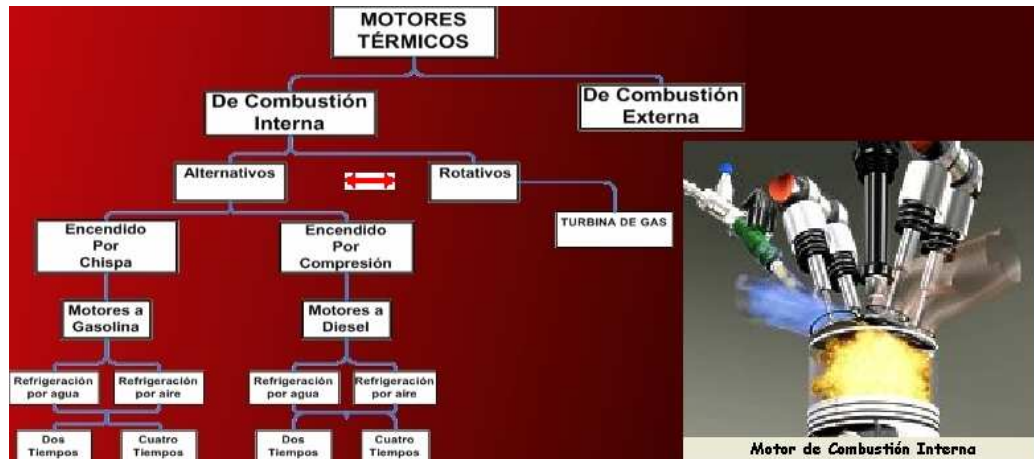 MOTORES
TÉRMICOS
De Combustión
Interna
De Combustión
Externa
Alternativos
Rotativos
TURBINA DE GAS
Encendido
Por
Chispa
Encendido
Por
Compresión
Motores a
Gasolina
Motores a
Diesel
Refrigeración
por agua
Refrigeración
por aire
Refrigeración
por agua
Refrigeración
por aire
Dos
Tiempos
Cuatro
Tiempos
Dos
Tiempos
Cuatro
Tiempos
Motor de Combustión Interna